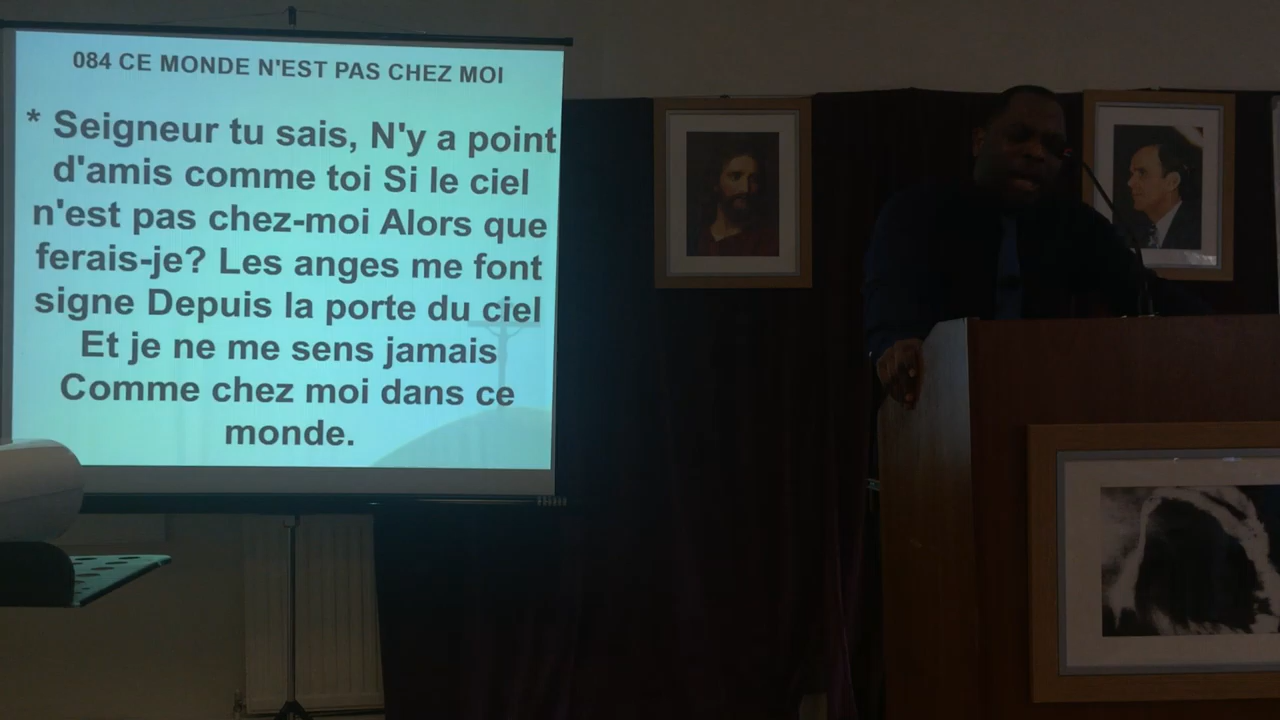 084 CE MONDE N'EST PAS CHEZ MOI
* Seigneur tu sais, N'y a point
d'amis comme toi Si le ciel
n'est pas chez-moi Alors que
ferais-je? Les anges me font
signe Depuis la porte du ciel
Et je ne me sens jamais
Comme chez moi dans ce
monde.